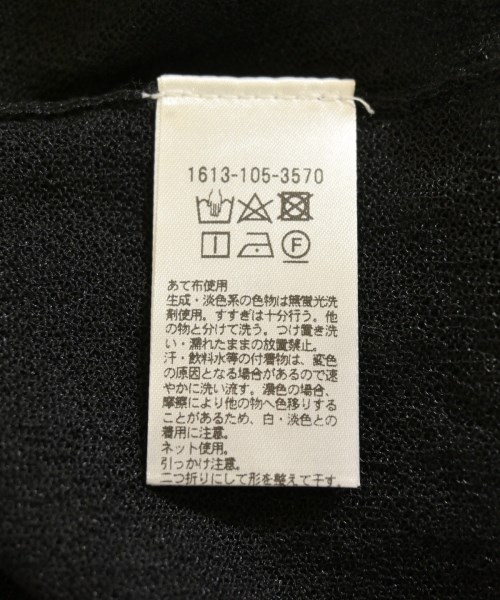 1613-105-3570
F
あて布使用
生成・淡色系の色物は無蛍光洗
剤使用。すすぎは十分行う。他
の物と分けて洗う。つけ置き洗
い・濡れたままの放置禁止。
汗・飲料水等の付着物は、変色
の原因となる場合があるので速
やかに洗い流す。濃色の場合、
摩擦により他の物へ色移りする
ことがあるため、白・淡色との
着用に注意。
ネット使用。
引っかけ注意。
二つ折りにして形を整えて干す。